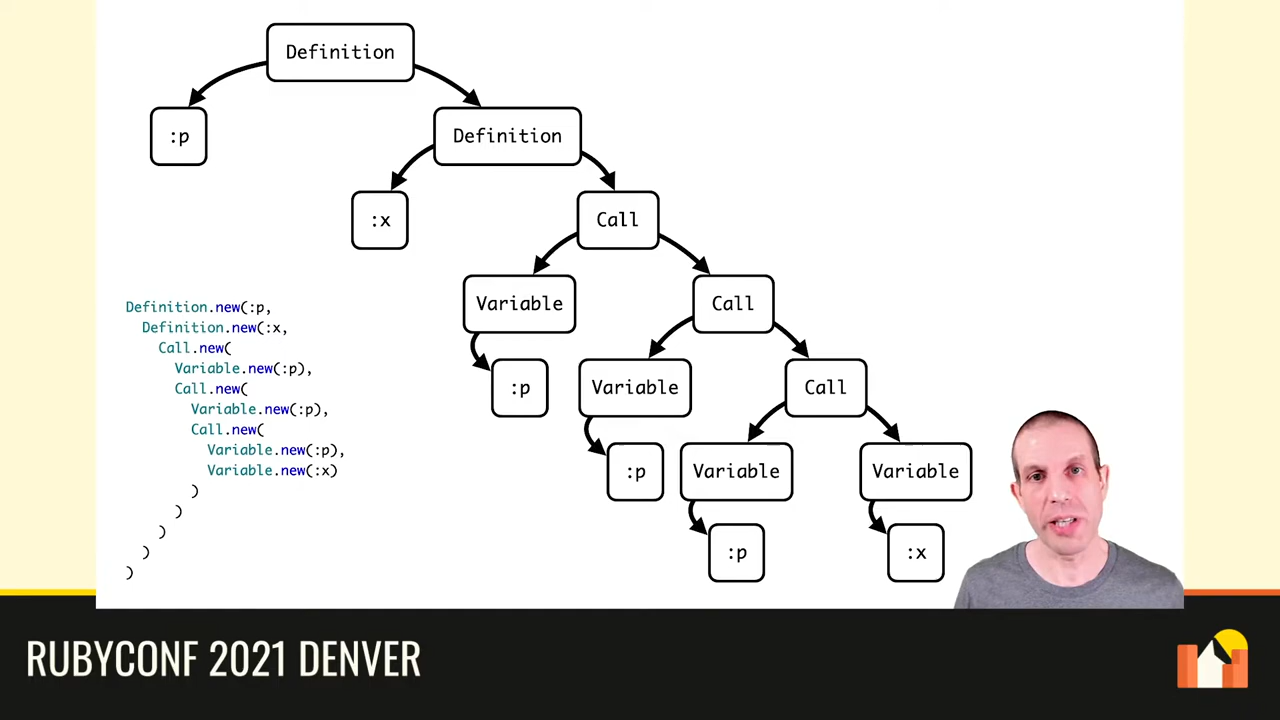 Definition
:p
Definition
:x
Call
Variable
Call
:p
Variable
Call
:p
Variable
Variable
:p
:x
Definition.new(:p,
Definition.new(:x,
Call.new(
Variable.new(:p),
Call.new(
Variable.new(:p),
Call.new(
Variable.new(:p),
Variable.new(:x)
)
)
)
)
)
RUBYCONF 2021 DENVER